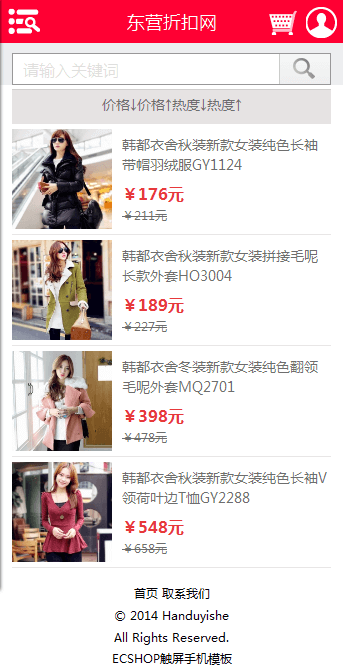 东营折扣网
请输入关键词
价格↓价格↑热度↓热度↑
韩都衣舍秋装新款女装纯色长袖
带帽羽绒服GY1124
￥176元
￥211元
韩都衣舍秋装新款女装拼接毛呢
长款外套HO3004
￥189元
￥227元
韩都衣舍冬装新款女装纯色翻领
毛呢外套MQ2701
￥398元
￥478元
韩都衣舍秋装新款女装纯色长袖V
领荷叶边T恤GY2288
￥548元
￥658元
首页 联系我们
© 2014 Handuyishe
All Rights Reserved.
ECSHOP触屏手机模板